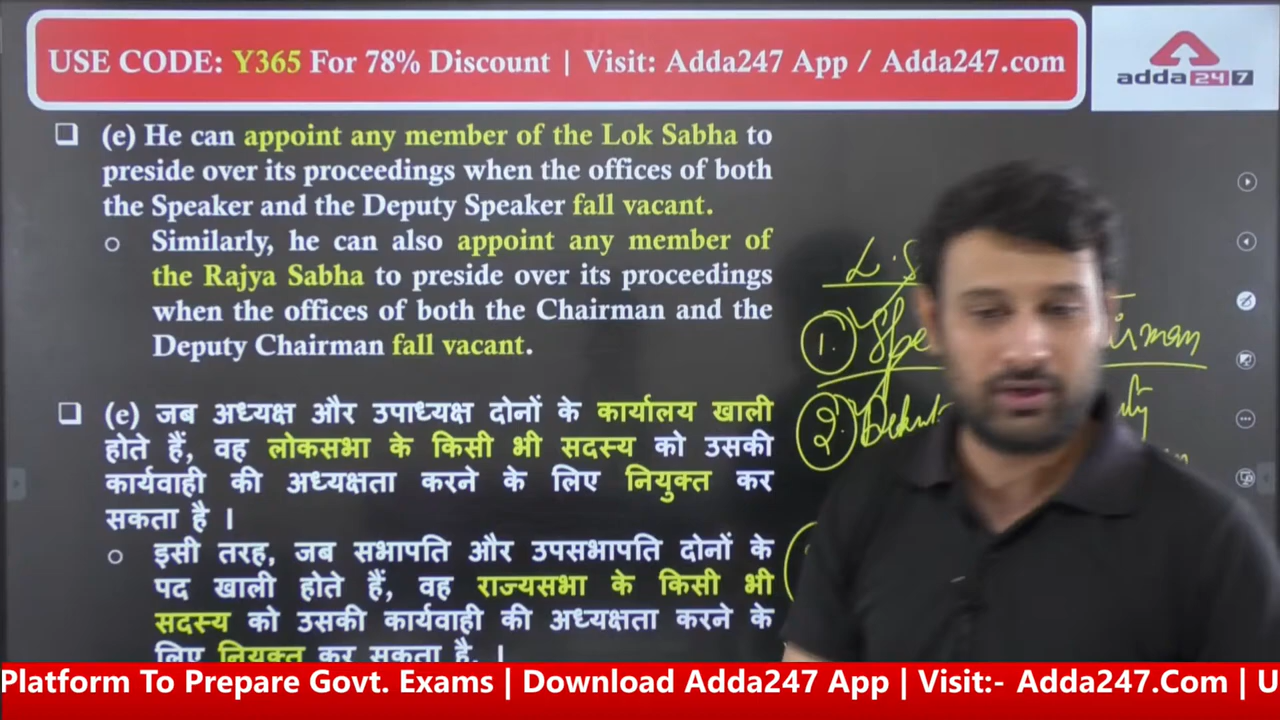 USE CODE: Y365 For 78% Discount | Visit: Adda247 App / Adda247.com
adda247
(e) He can appoint any member of the Lok Sabha to
preside over its proceedings when the offices of both
the Speaker and the Deputy Speaker fall vacant.
Similarly, he can also appoint any member of
the Rajya Sabha to preside over its proceedings
when the offices of both the Chairman and the
Deputy Chairman fall vacant.
(e) जब अध्यक्ष और उपाध्यक्ष दोनों के कार्यालय खाली
होते हैं, वह लोकसभा के किसी भी सदस्य को उसकी
कार्यवाही की अध्यक्षता करने के लिए नियुक्त कर
सकता है ।
इसी तरह, जब सभापति और उपसभापति दोनों के
पद खाली होते हैं, वह राज्यसभा के किसी भी
सदस्य को उसकी कार्यवाही की अध्यक्षता करने के
लिए नियुक्त कर सकता है. ।
L.S
1.
2.
Platform To Prepare Govt. Exams | Download Adda247 App | Visit:- Adda247.Com | U